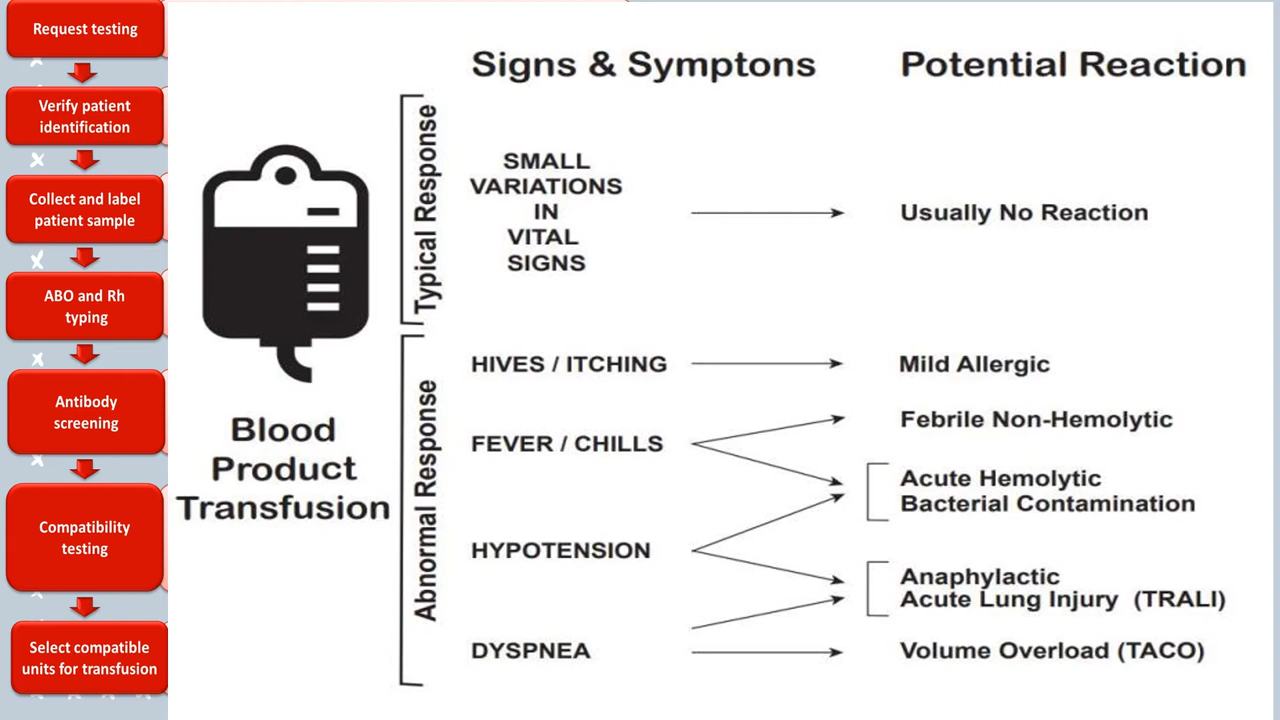 Request testing
Verify patient
identification
Collect and label
patient sample
ABO and Rh
typing
Antibody
screening
Compatibility
testing
Select compatible
units for transfusion
Blood
Product
Transfusion
Signs & Symptons
Potential Reaction
Typical Response
SMALL
VARIATIONS
IN
VITAL
SIGNS
Usually No Reaction
Abnormal Response
HIVES / ITCHING
Mild Allergic
FEVER / CHILLS
Febrile Non-Hemolytic
Acute Hemolytic
Bacterial Contamination
HYPOTENSION
Anaphylactic
Acute Lung Injury (TRALI)
DYSPNEA
Volume Overload (TACO)